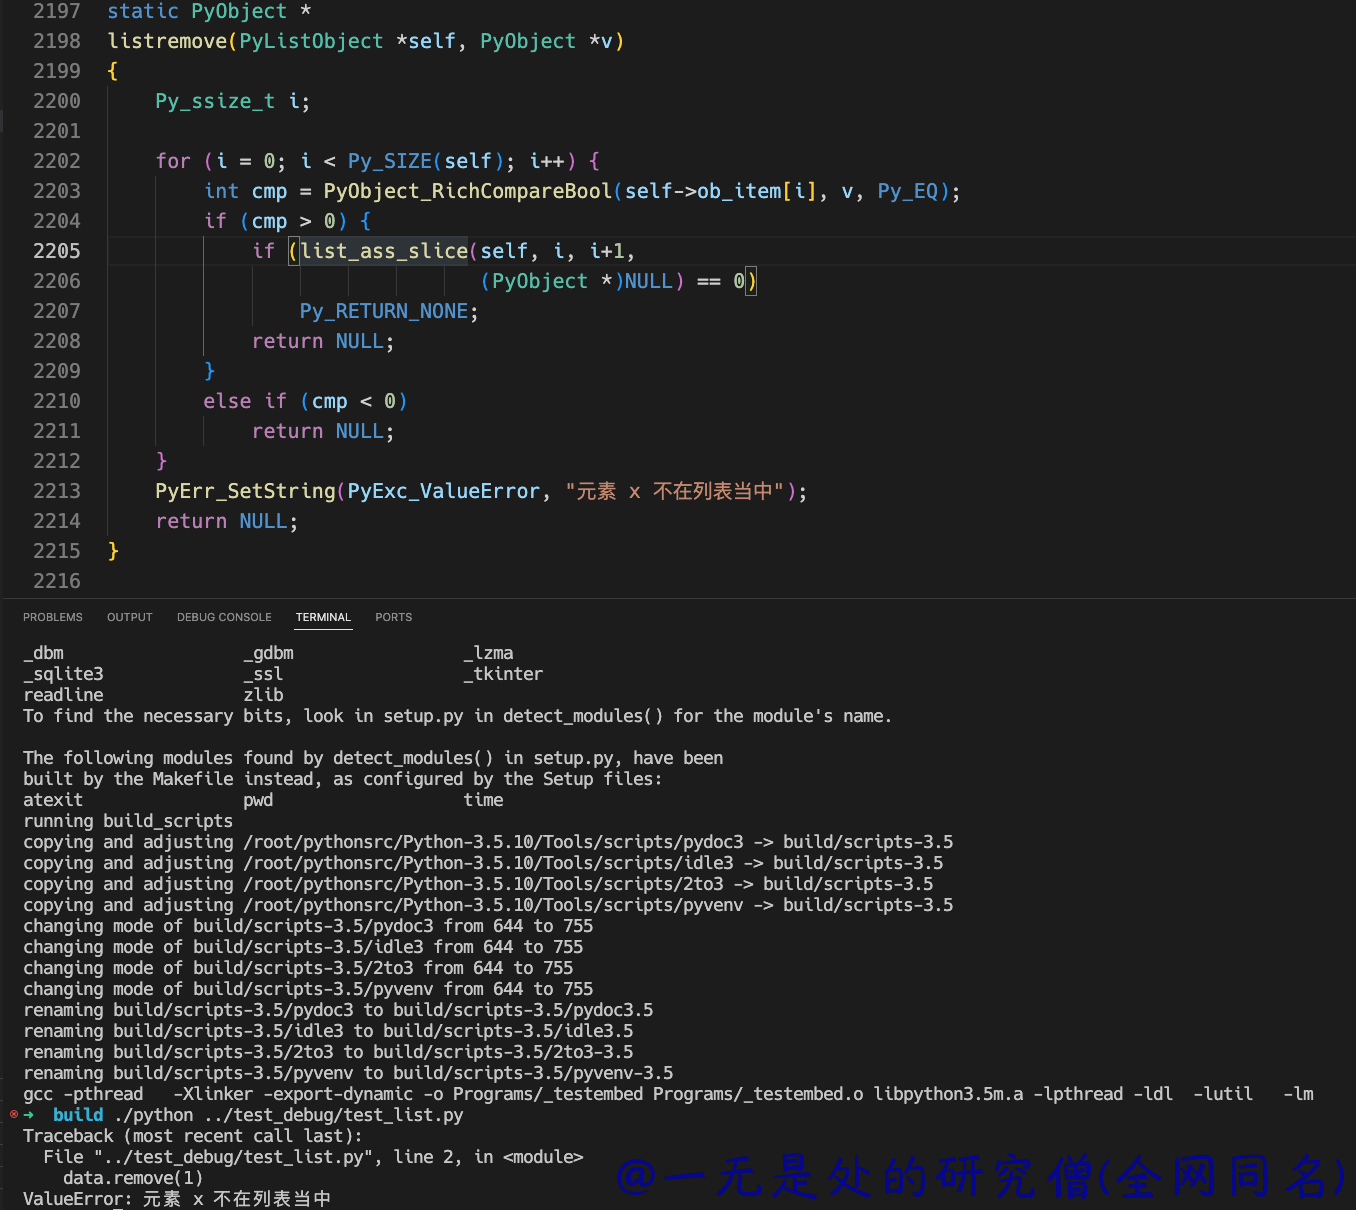 2197 static PyObject *
2198 listremove(PyListObject *self, PyObject *v)
2199 {
2200     Py_ssize_t i;
2201
2202     for (i = 0; i < Py_SIZE(self); i++) {
2203         int cmp = PyObject_RichCompareBool(self->ob_item[i], v, Py_EQ);
2204         if (cmp > 0) {
2205             if (list_ass_slice(self, i, i+1,
2206                                (PyObject *)NULL) == 0)
2207                 Py_RETURN_NONE;
2208             return NULL;
2209         }
2210         else if (cmp < 0)
2211             return NULL;
2212     }
2213     PyErr_SetString(PyExc_ValueError, "元素 x 不在列表当中");
2214     return NULL;
2215 }
2216
PROBLEMS OUTPUT DEBUG CONSOLE TERMINAL PORTS
_dbm                  _gdbm                 _lzma
_sqlite3              _ssl                  _tkinter
readline              zlib
To find the necessary bits, look in setup.py in detect_modules() for the module's name.

The following modules found by detect_modules() in setup.py, have been
built by the Makefile instead, as configured by the Setup files:
atexit                pwd                   time
running build_scripts
copying and adjusting /root/pythonsrc/Python-3.5.10/Tools/scripts/pydoc3 -> build/scripts-3.5
copying and adjusting /root/pythonsrc/Python-3.5.10/Tools/scripts/idle3 -> build/scripts-3.5
copying and adjusting /root/pythonsrc/Python-3.5.10/Tools/scripts/2to3 -> build/scripts-3.5
copying and adjusting /root/pythonsrc/Python-3.5.10/Tools/scripts/pyvenv -> build/scripts-3.5
changing mode of build/scripts-3.5/pydoc3 from 644 to 755
changing mode of build/scripts-3.5/idle3 from 644 to 755
changing mode of build/scripts-3.5/2to3 from 644 to 755
changing mode of build/scripts-3.5/pyvenv from 644 to 755
renaming build/scripts-3.5/pydoc3 to build/scripts-3.5/pydoc3.5
renaming build/scripts-3.5/idle3 to build/scripts-3.5/idle3.5
renaming build/scripts-3.5/2to3 to build/scripts-3.5/2to3-3.5
renaming build/scripts-3.5/pyvenv to build/scripts-3.5/pyvenv-3.5
gcc -pthread   -Xlinker -export-dynamic -o Programs/_testembed Programs/_testembed.o libpython3.5m.a -lpthread -ldl  -lutil   -lm
➜  build ./python ../test_debug/test_list.py
Traceback (most recent call last):
  File "../test_debug/test_list.py", line 2, in <module>
    data.remove(1)
ValueError: 元素 x 不在列表当中
@一无是处的研究僧(全网同名)